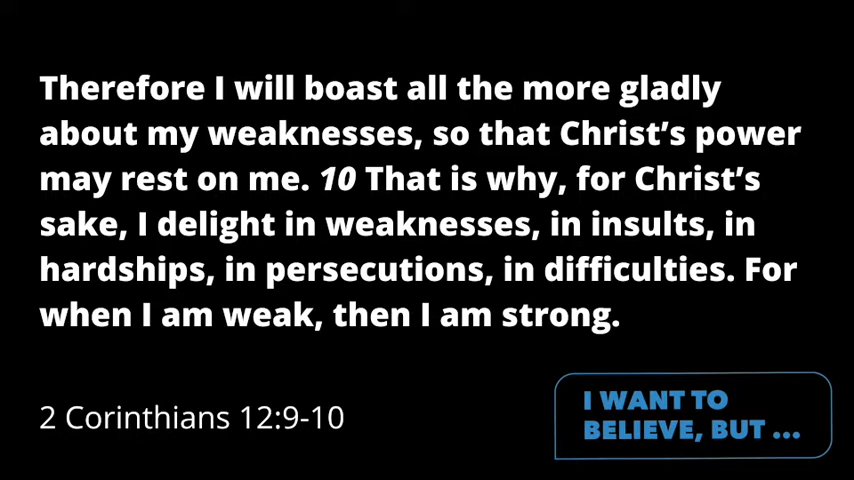 Therefore I will boast all the more gladly
about my weaknesses, so that Christ’s power
may rest on me. 10 That is why, for Christ’s
sake, I delight in weaknesses, in insults, in
hardships, in persecutions, in difficulties. For
when I am weak, then I am strong.
2 Corinthians 12:9-10
I WANT TO
BELIEVE, BUT ...